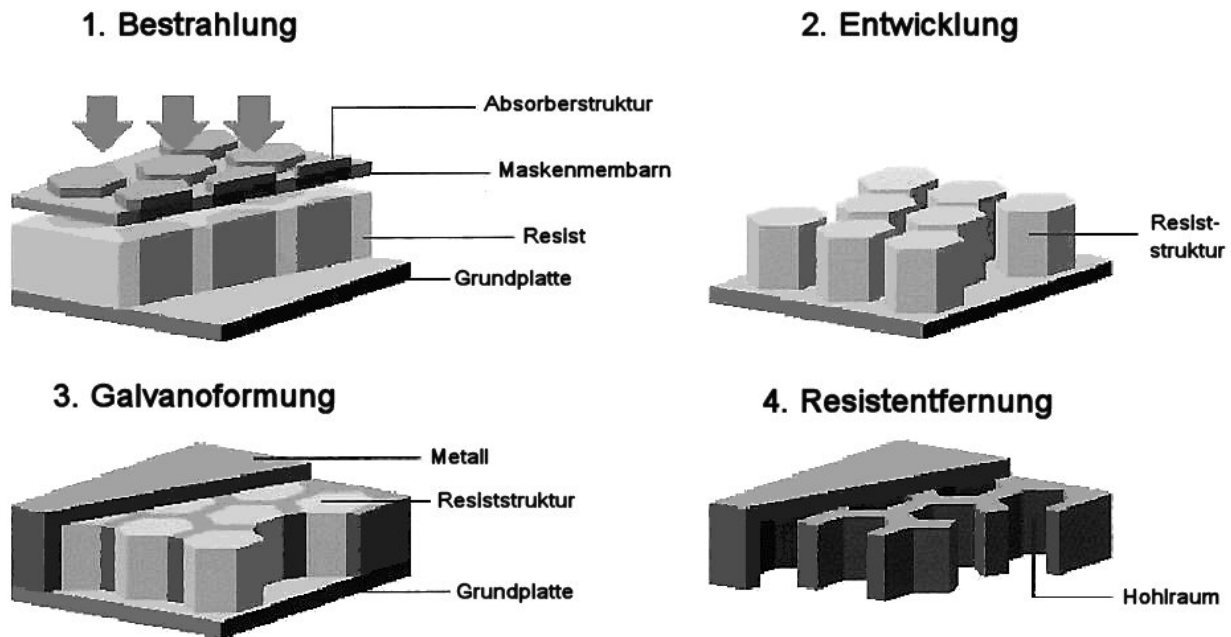 1. Bestrahlung
Absorberstruktur
Maskenmembarn
Resist
Grundplatte
2. Entwicklung
Resist-
struktur
3. Galvanoformung
Metall
Resiststruktur
Grundplatte
4. Resistentfernung
Hohlraum